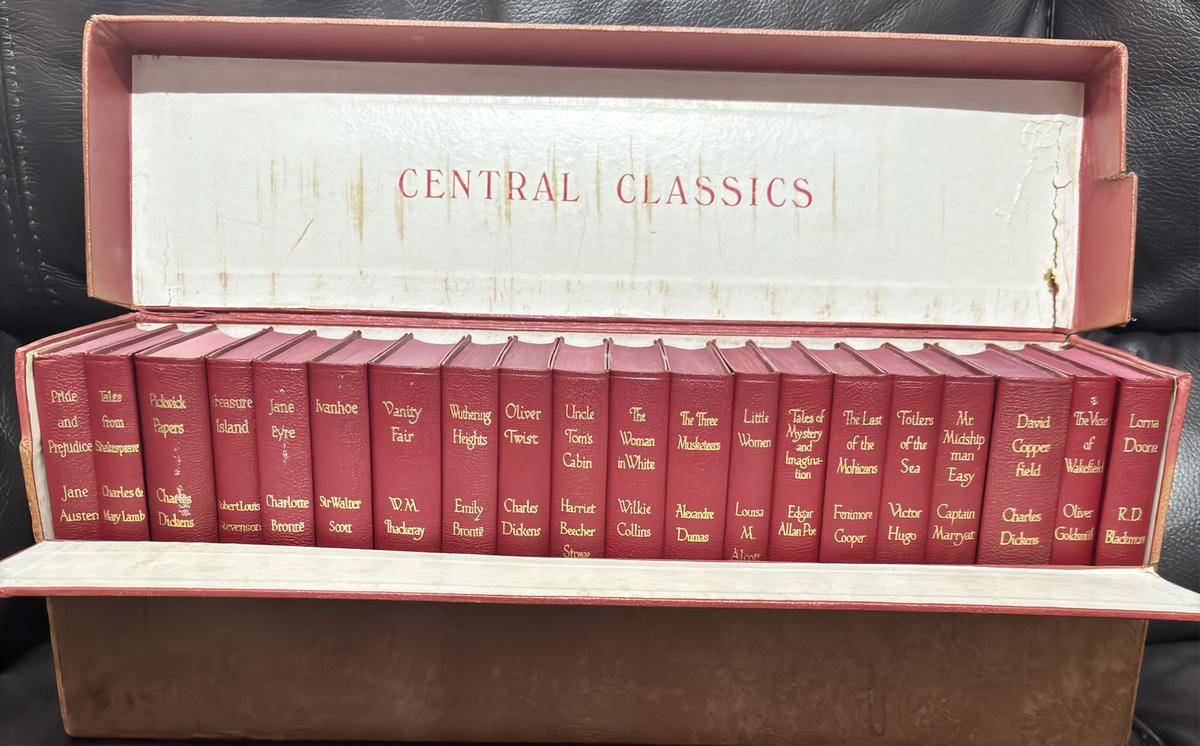 CENTRAL CLASSICS
Pride
and
Prejudice
Jane
Austen
Tales
from
Shakespeare
Charles &
Mary Lamb
Pickwick
Papers
Charles
Dickens
Treasure
Island
Robert Louis
Stevenson
Jane
Eyre
Charlotte
Brontë
Ivanhoe
Sir Walter
Scott
Vanity
Fair
W.M.
Thackeray
Wuthering
Heights
Emily
Brontë
Oliver
Twist
Charles
Dickens
Uncle
Tom's
Cabin
Harriet
Beecher
Stowe
The
Woman
in White
Wilkie
Collins
The Three
Musketeers
Alexandre
Dumas
Little
Women
Louisa
M.
Alcott
Tales of
Mystery
and
Imagina-
tion
Edgar
Allan Poe
The Last
of the
Mohicans
Fenimore
Cooper
Toilers
of the
Sea
Victor
Hugo
Mr.
Midship
man
Easy
Captain
Marryat
David
Copper
field
Charles
Dickens
The Vicar
of
Wakefield
Oliver
Goldsmith
Lorna
Doone
R.D.
Blackmore